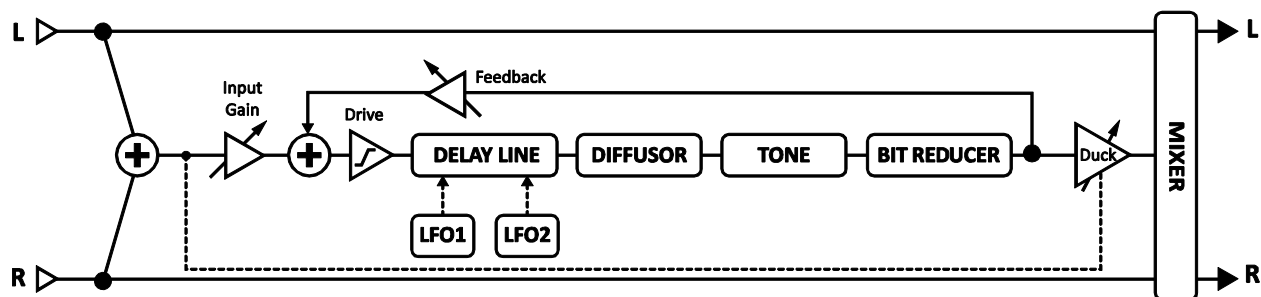 L
L
Input
Gain
Feedback
Drive
DELAY LINE
DIFFUSOR
TONE
BIT REDUCER
Duck
MIXER
LFO1
LFO2
R
R